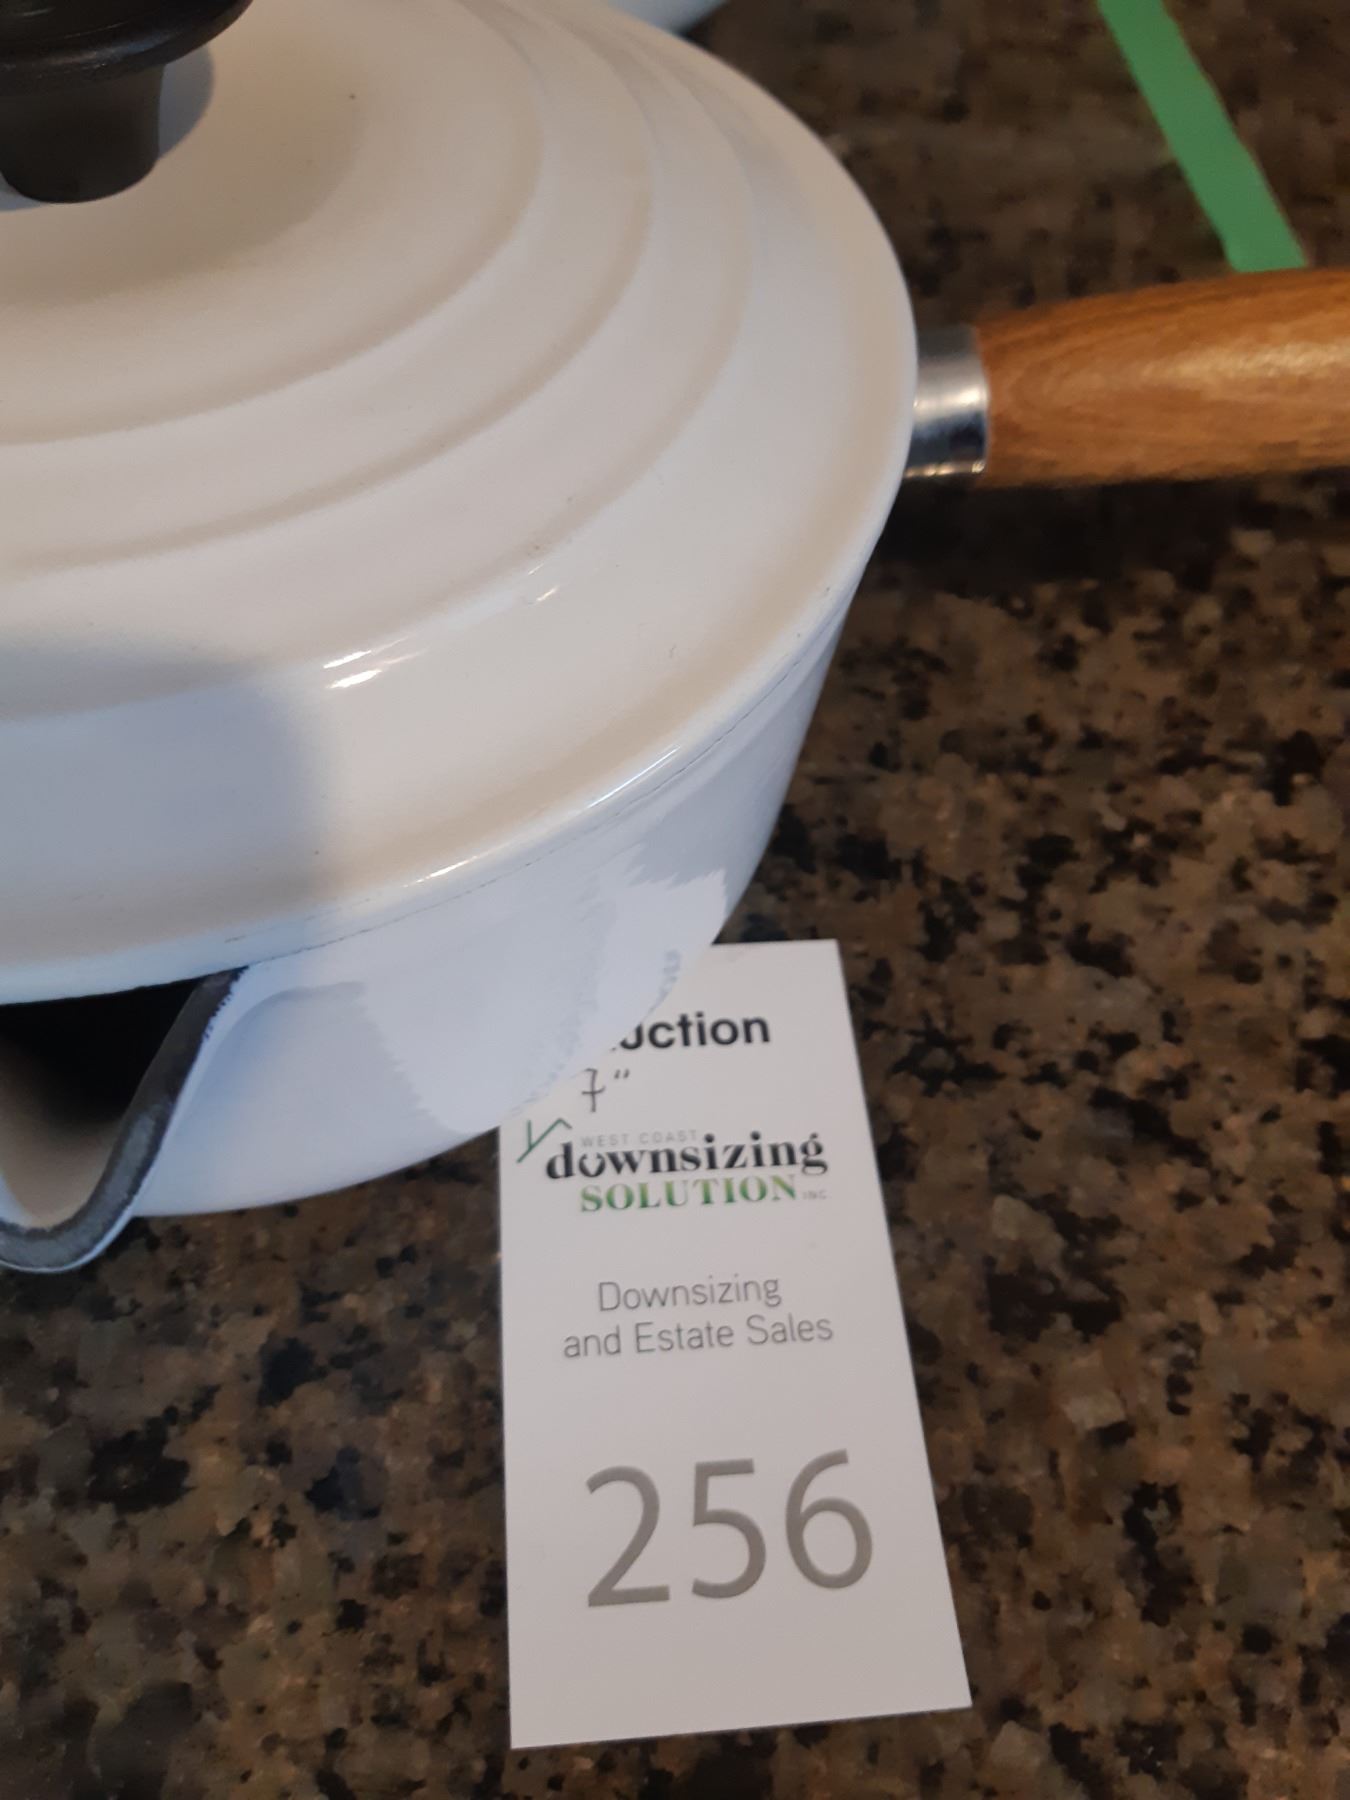 uction
7"
WEST COAST
downsizing
SOLUTION INC.
Downsizing
and Estate Sales
256